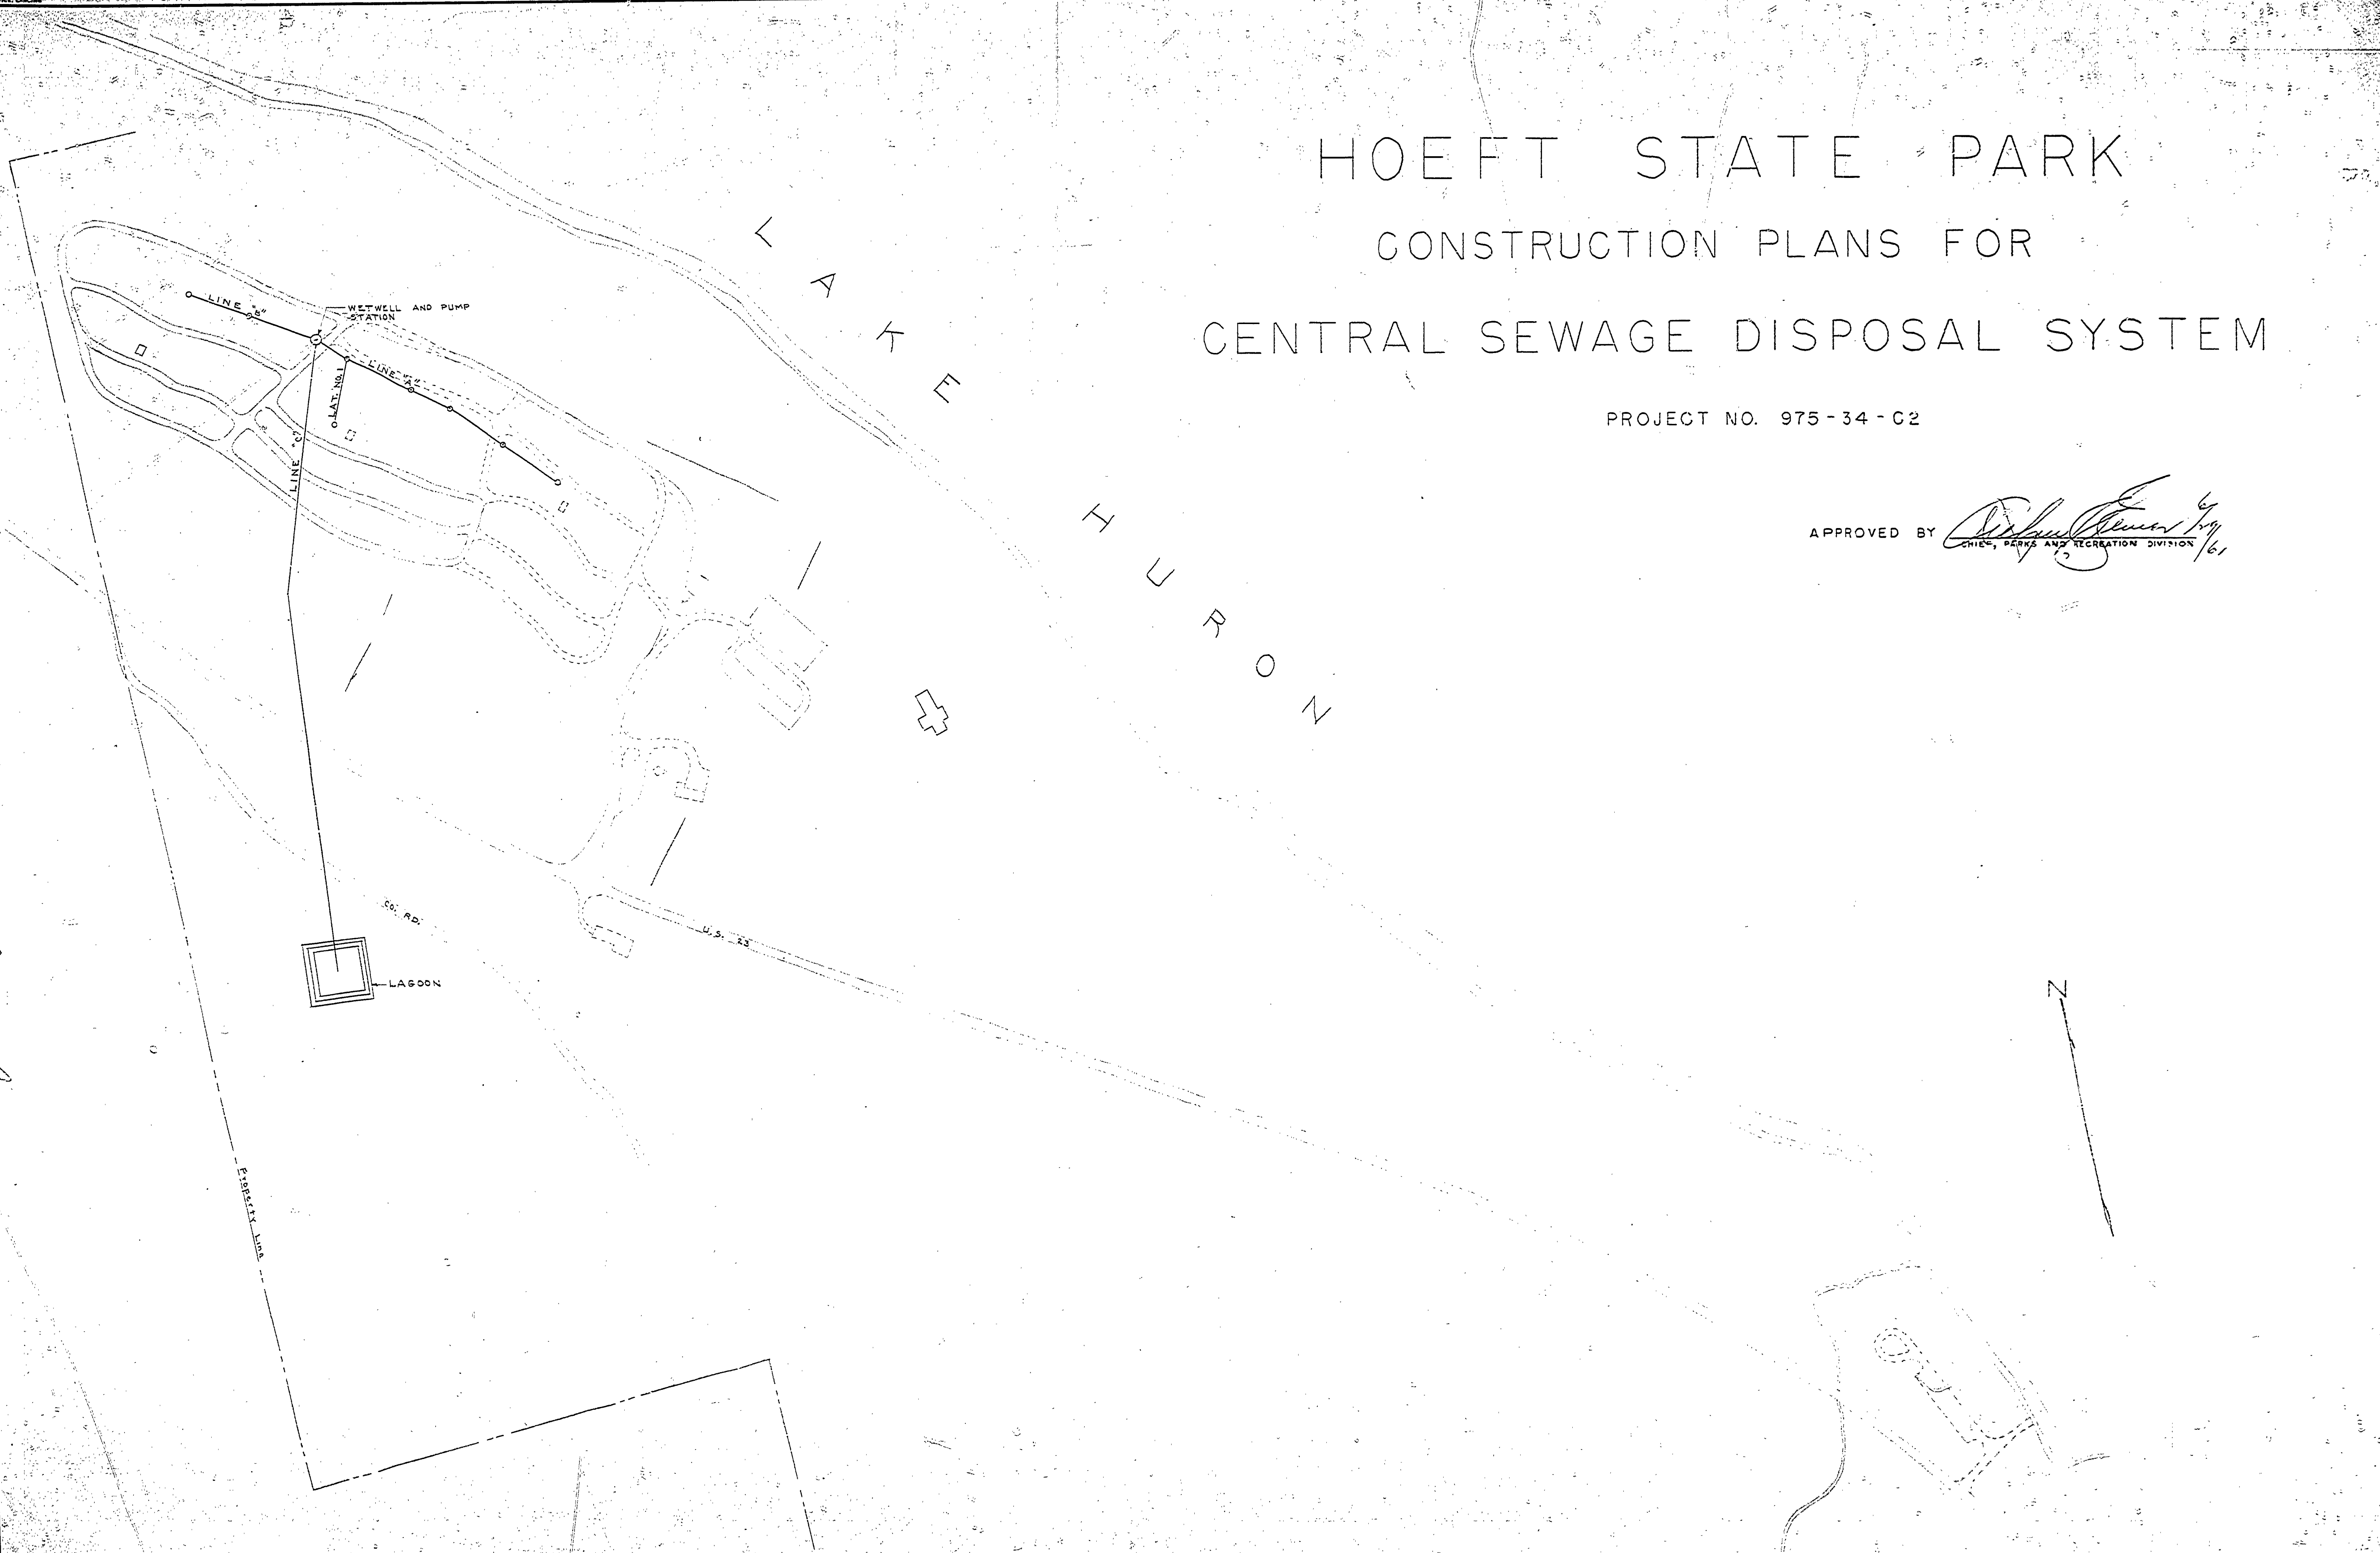 HOEFT STATE PARK
CONSTRUCTION PLANS FOR
CENTRAL SEWAGE DISPOSAL SYSTEM
PROJECT NO. 975-34-C2
APPROVED BY
CHIEF, PARKS AND RECREATION DIVISION
LAKE HURON
LINE "B"
WETWELL AND PUMP
STATION
LINE "A"
LAT. NO. 1
LINE "C"
CO. RD.
U.S. 23
LAGOON
N
Property Line